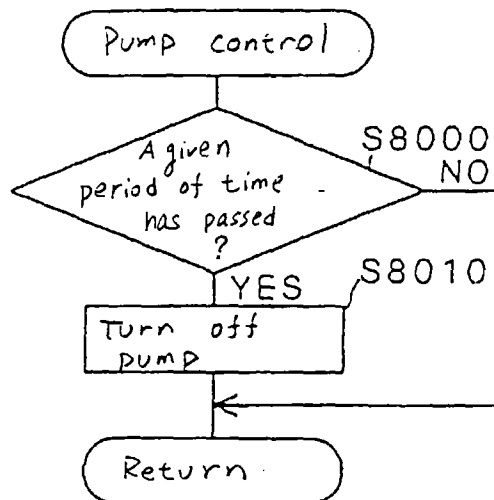 Pump control
S8000
A given
NO
period of time
has passed
?
YES
S8010
Turn off
pump
Return